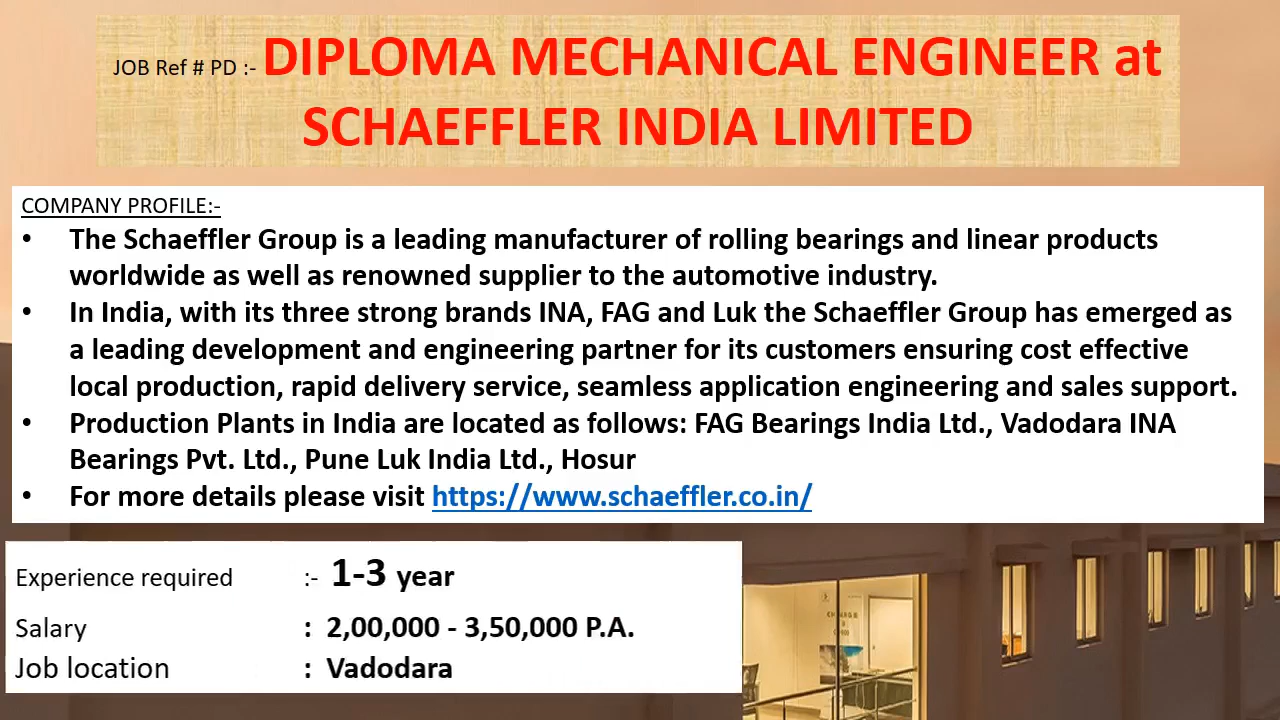 JOB Ref # PD :- DIPLOMA MECHANICAL ENGINEER at
SCHAEFFLER INDIA LIMITED
COMPANY PROFILE:-
• The Schaeffler Group is a leading manufacturer of rolling bearings and linear products
worldwide as well as renowned supplier to the automotive industry.
• In India, with its three strong brands INA, FAG and Luk the Schaeffler Group has emerged as
a leading development and engineering partner for its customers ensuring cost effective
local production, rapid delivery service, seamless application engineering and sales support.
• Production Plants in India are located as follows: FAG Bearings India Ltd., Vadodara INA
Bearings Pvt. Ltd., Pune Luk India Ltd., Hosur
• For more details please visit https://www.schaeffler.co.in/
Experience required :- 1-3 year
Salary : 2,00,000 - 3,50,000 P.A.
Job location : Vadodara